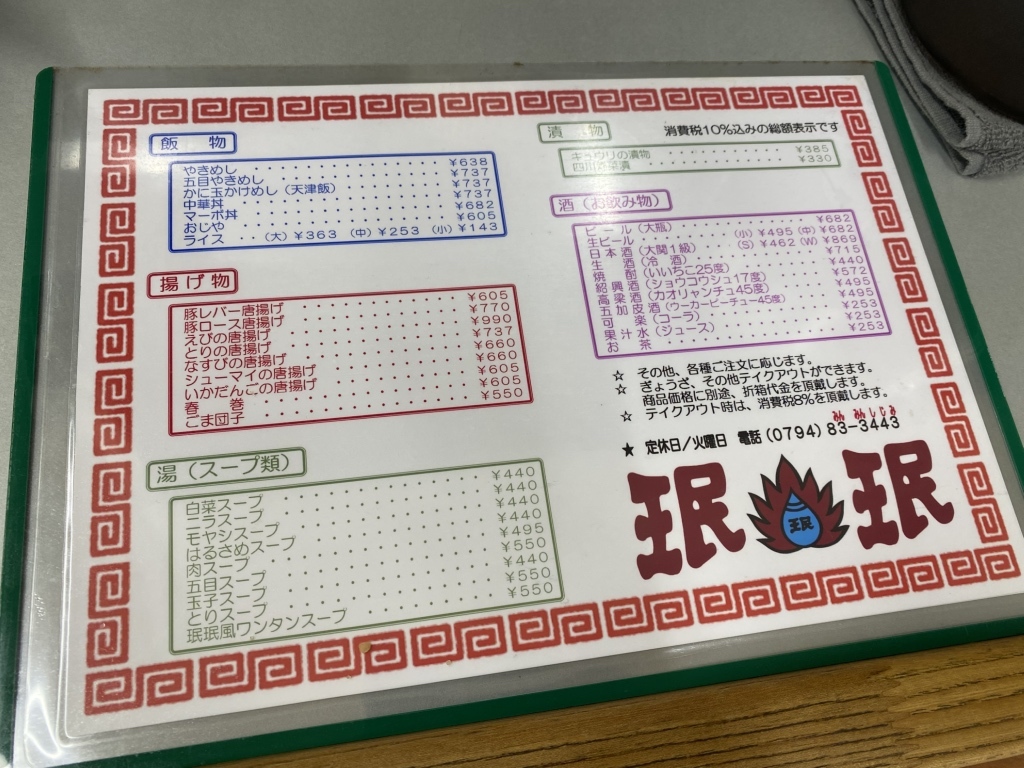 飯 物
やきめし ¥638
五目やきめし ¥737
かに玉かけめし(天津飯) ¥737
中華丼 ¥737
マーボ丼 ¥682
おじや ¥605
ライス (大)¥363 (中)¥253 (小)¥143
揚げ物
豚レバー唐揚げ ¥605
豚ロース唐揚げ ¥770
えびの唐揚げ ¥990
とりの唐揚げ ¥737
なすびの唐揚げ ¥660
シューマイの唐揚げ ¥660
いかだんごの唐揚げ ¥605
春 巻 ¥605
ごま団子 ¥550
湯(スープ類)
白菜スープ ¥440
ニラスープ ¥440
モヤシスープ ¥440
はるさめスープ ¥440
肉スープ ¥495
五目スープ ¥550
玉子スープ ¥440
とりスープ ¥550
珉珉風ワンタンスープ ¥550
漬 物
消費税10%込みの総額表示です
キュウリの漬物 ¥385
四川 漬 ¥330
酒(お飲み物)
ビール(大瓶) ¥682
生ビール (小)¥495(中)¥682
日本酒(大関1級) (S)¥462(W)¥869
生 酒(冷 酒) ¥715
焼 酎(いいちこ25度) ¥440
紹興酒(ショウコウシュ17度) ¥572
高梁酒(カオリャンチュ45度) ¥495
五加皮酒(ウーカーピーチュー45度) ¥495
可 楽(コーラ) ¥253
果汁水(ジュース) ¥253
お 茶 ¥253
☆ その他、各種ご注文に応じます。
☆ ぎょうざ、その他テイクアウトができます。
商品価格に別途、折箱代金を頂戴します。
☆ テイクアウト時は、消費税8%を頂戴します。
みんみんしじみ
★ 定休日/火曜日 電話(0794)83-3443
珉 珉 珉